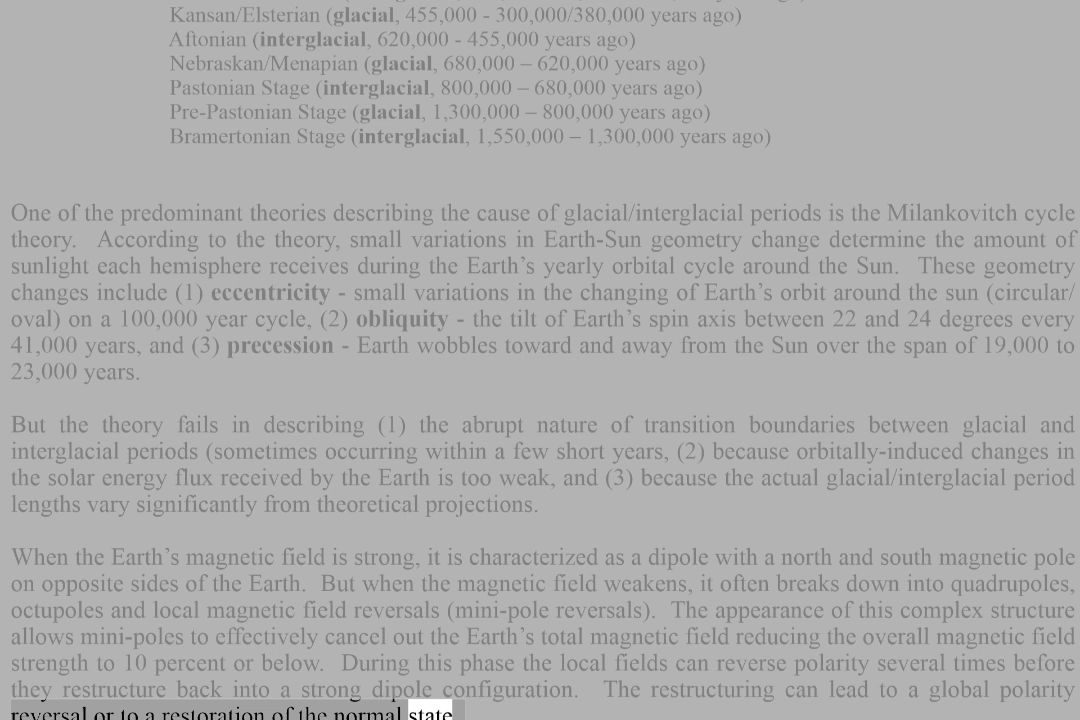 Kansan/Elsterian (glacial, 455,000 - 300,000/380,000 years ago)
Aftonian (interglacial, 620,000 - 455,000 years ago)
Nebraskan/Menapian (glacial, 680,000 – 620,000 years ago)
Pastonian Stage (interglacial, 800,000 – 680,000 years ago)
Pre-Pastonian Stage (glacial, 1,300,000 – 800,000 years ago)
Bramertonian Stage (interglacial, 1,550,000 – 1,300,000 years ago)
One of the predominant theories describing the cause of glacial/interglacial periods is the Milankovitch cycle
theory. According to the theory, small variations in Earth-Sun geometry change determine the amount of
sunlight each hemisphere receives during the Earth’s yearly orbital cycle around the Sun. These geometry
changes include (1) eccentricity - small variations in the changing of Earth’s orbit around the sun (circular/
oval) on a 100,000 year cycle, (2) obliquity - the tilt of Earth’s spin axis between 22 and 24 degrees every
41,000 years, and (3) precession - Earth wobbles toward and away from the Sun over the span of 19,000 to
23,000 years.
But the theory fails in describing (1) the abrupt nature of transition boundaries between glacial and
interglacial periods (sometimes occurring within a few short years, (2) because orbitally-induced changes in
the solar energy flux received by the Earth is too weak, and (3) because the actual glacial/interglacial period
lengths vary significantly from theoretical projections.
When the Earth’s magnetic field is strong, it is characterized as a dipole with a north and south magnetic pole
on opposite sides of the Earth. But when the magnetic field weakens, it often breaks down into quadrupoles,
octupoles and local magnetic field reversals (mini-pole reversals). The appearance of this complex structure
allows mini-poles to effectively cancel out the Earth’s total magnetic field reducing the overall magnetic field
strength to 10 percent or below. During this phase the local fields can reverse polarity several times before
they restructure back into a strong dipole configuration. The restructuring can lead to a global polarity
reversal or to a restoration of the normal state